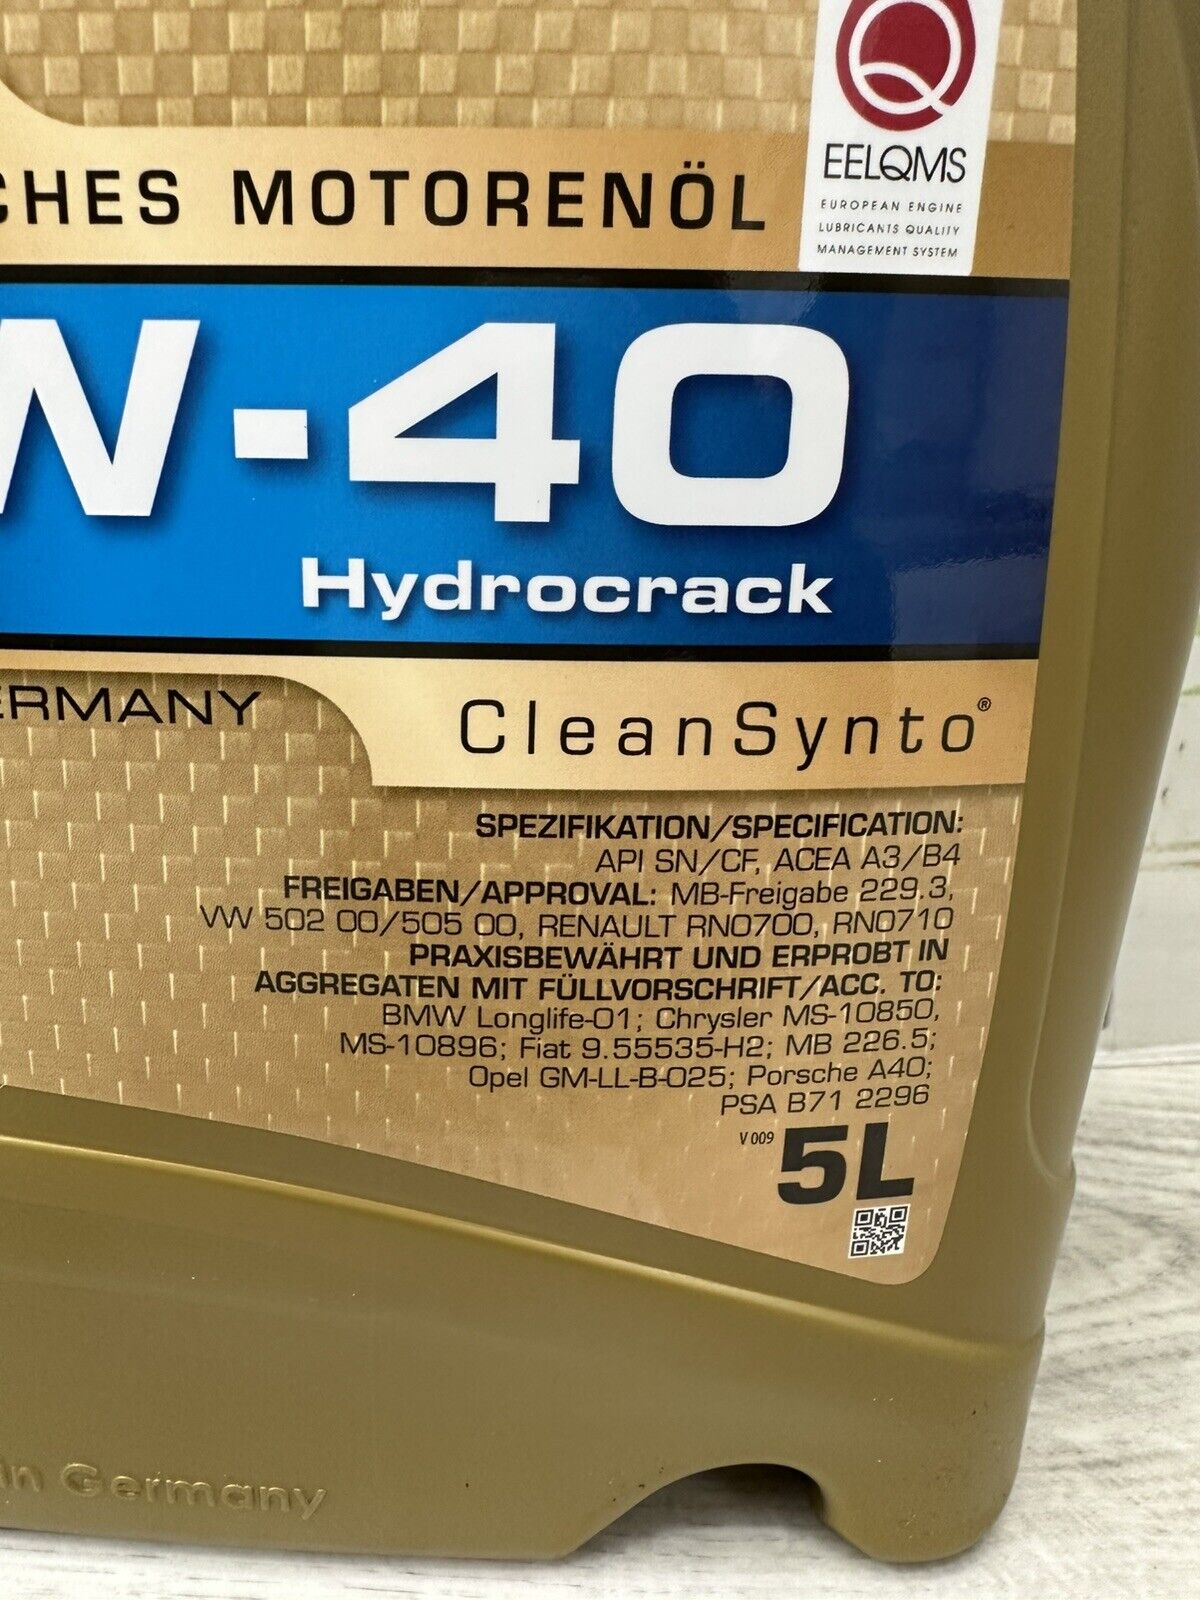 EELQMS
EUROPEAN ENGINE
LUBRICANTS QUALITY
MANAGEMENT SYSTEM
CHES MOTORENÖL
W-40
Hydrocrack
ERMANY
CleanSynto®
SPEZIFIKATION/SPECIFICATION:
API SN/CF, ACEA A3/B4
FREIGABEN/APPROVAL: MB-Freigabe 229.3,
VW 502 00/505 00, RENAULT RN0700, RN0710
PRAXISBEWÄHRT UND ERPROBT IN
AGGREGATEN MIT FÜLLVORSCHRIFT/ACC. TO:
BMW Longlife-01; Chrysler MS-10850,
MS-10896; Fiat 9.55535-H2; MB 226.5;
Opel GM-LL-B-025; Porsche A40;
PSA B71 2296
V 009 5L
in Germany